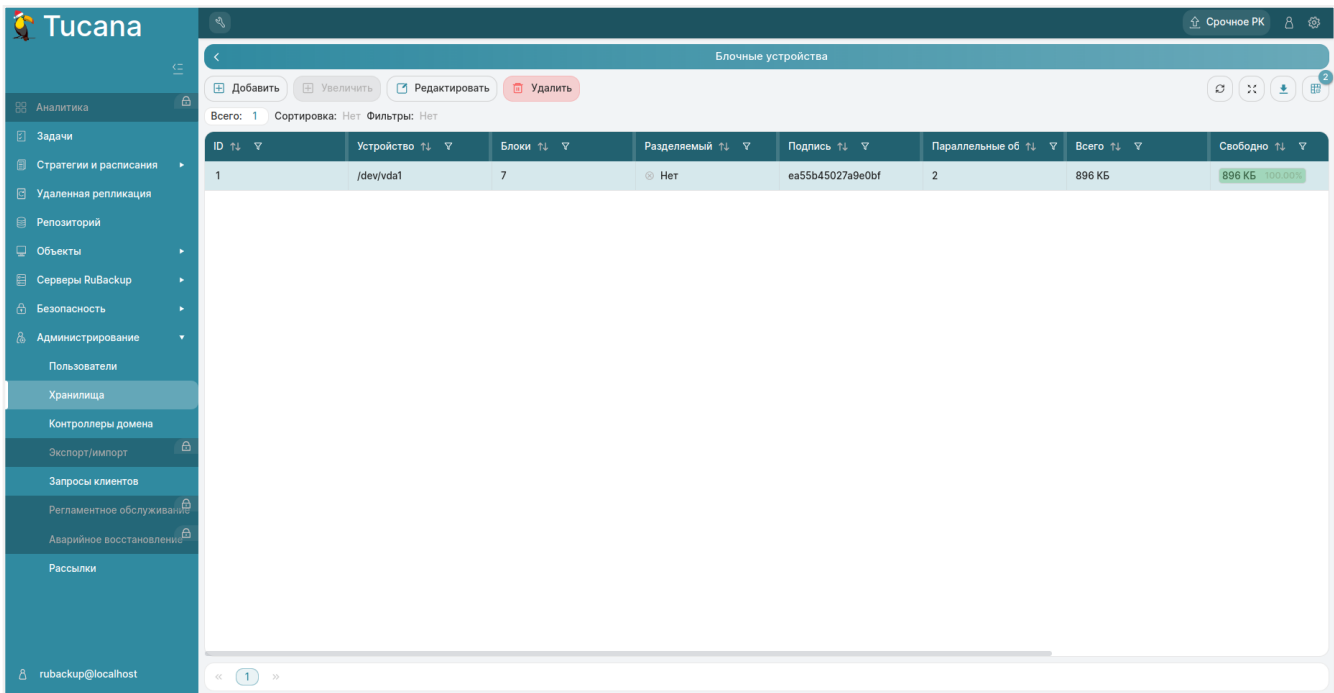 Tucana
Срочное РК
Блочные устройства
Добавить Увеличить Редактировать Удалить
2
Всего: 1 Сортировка: Нет Фильтры: Нет
ID Устройство Блоки Разделяемый Подпись Параллельные об Всего Свободно
1 /dev/vda1 7 Нет ea55b45027a9e0bf 2 896 КБ 896 КБ 100.00%
Аналитика
Задачи
Стратегии и расписания
Удаленная репликация
Репозиторий
Объекты
Серверы RuBackup
Безопасность
Администрирование
Пользователи
Хранилища
Контроллеры домена
Экспорт/импорт
Запросы клиентов
Регламентное обслуживание
Аварийное восстановление
Рассылки
rubackup@localhost
« 1 »